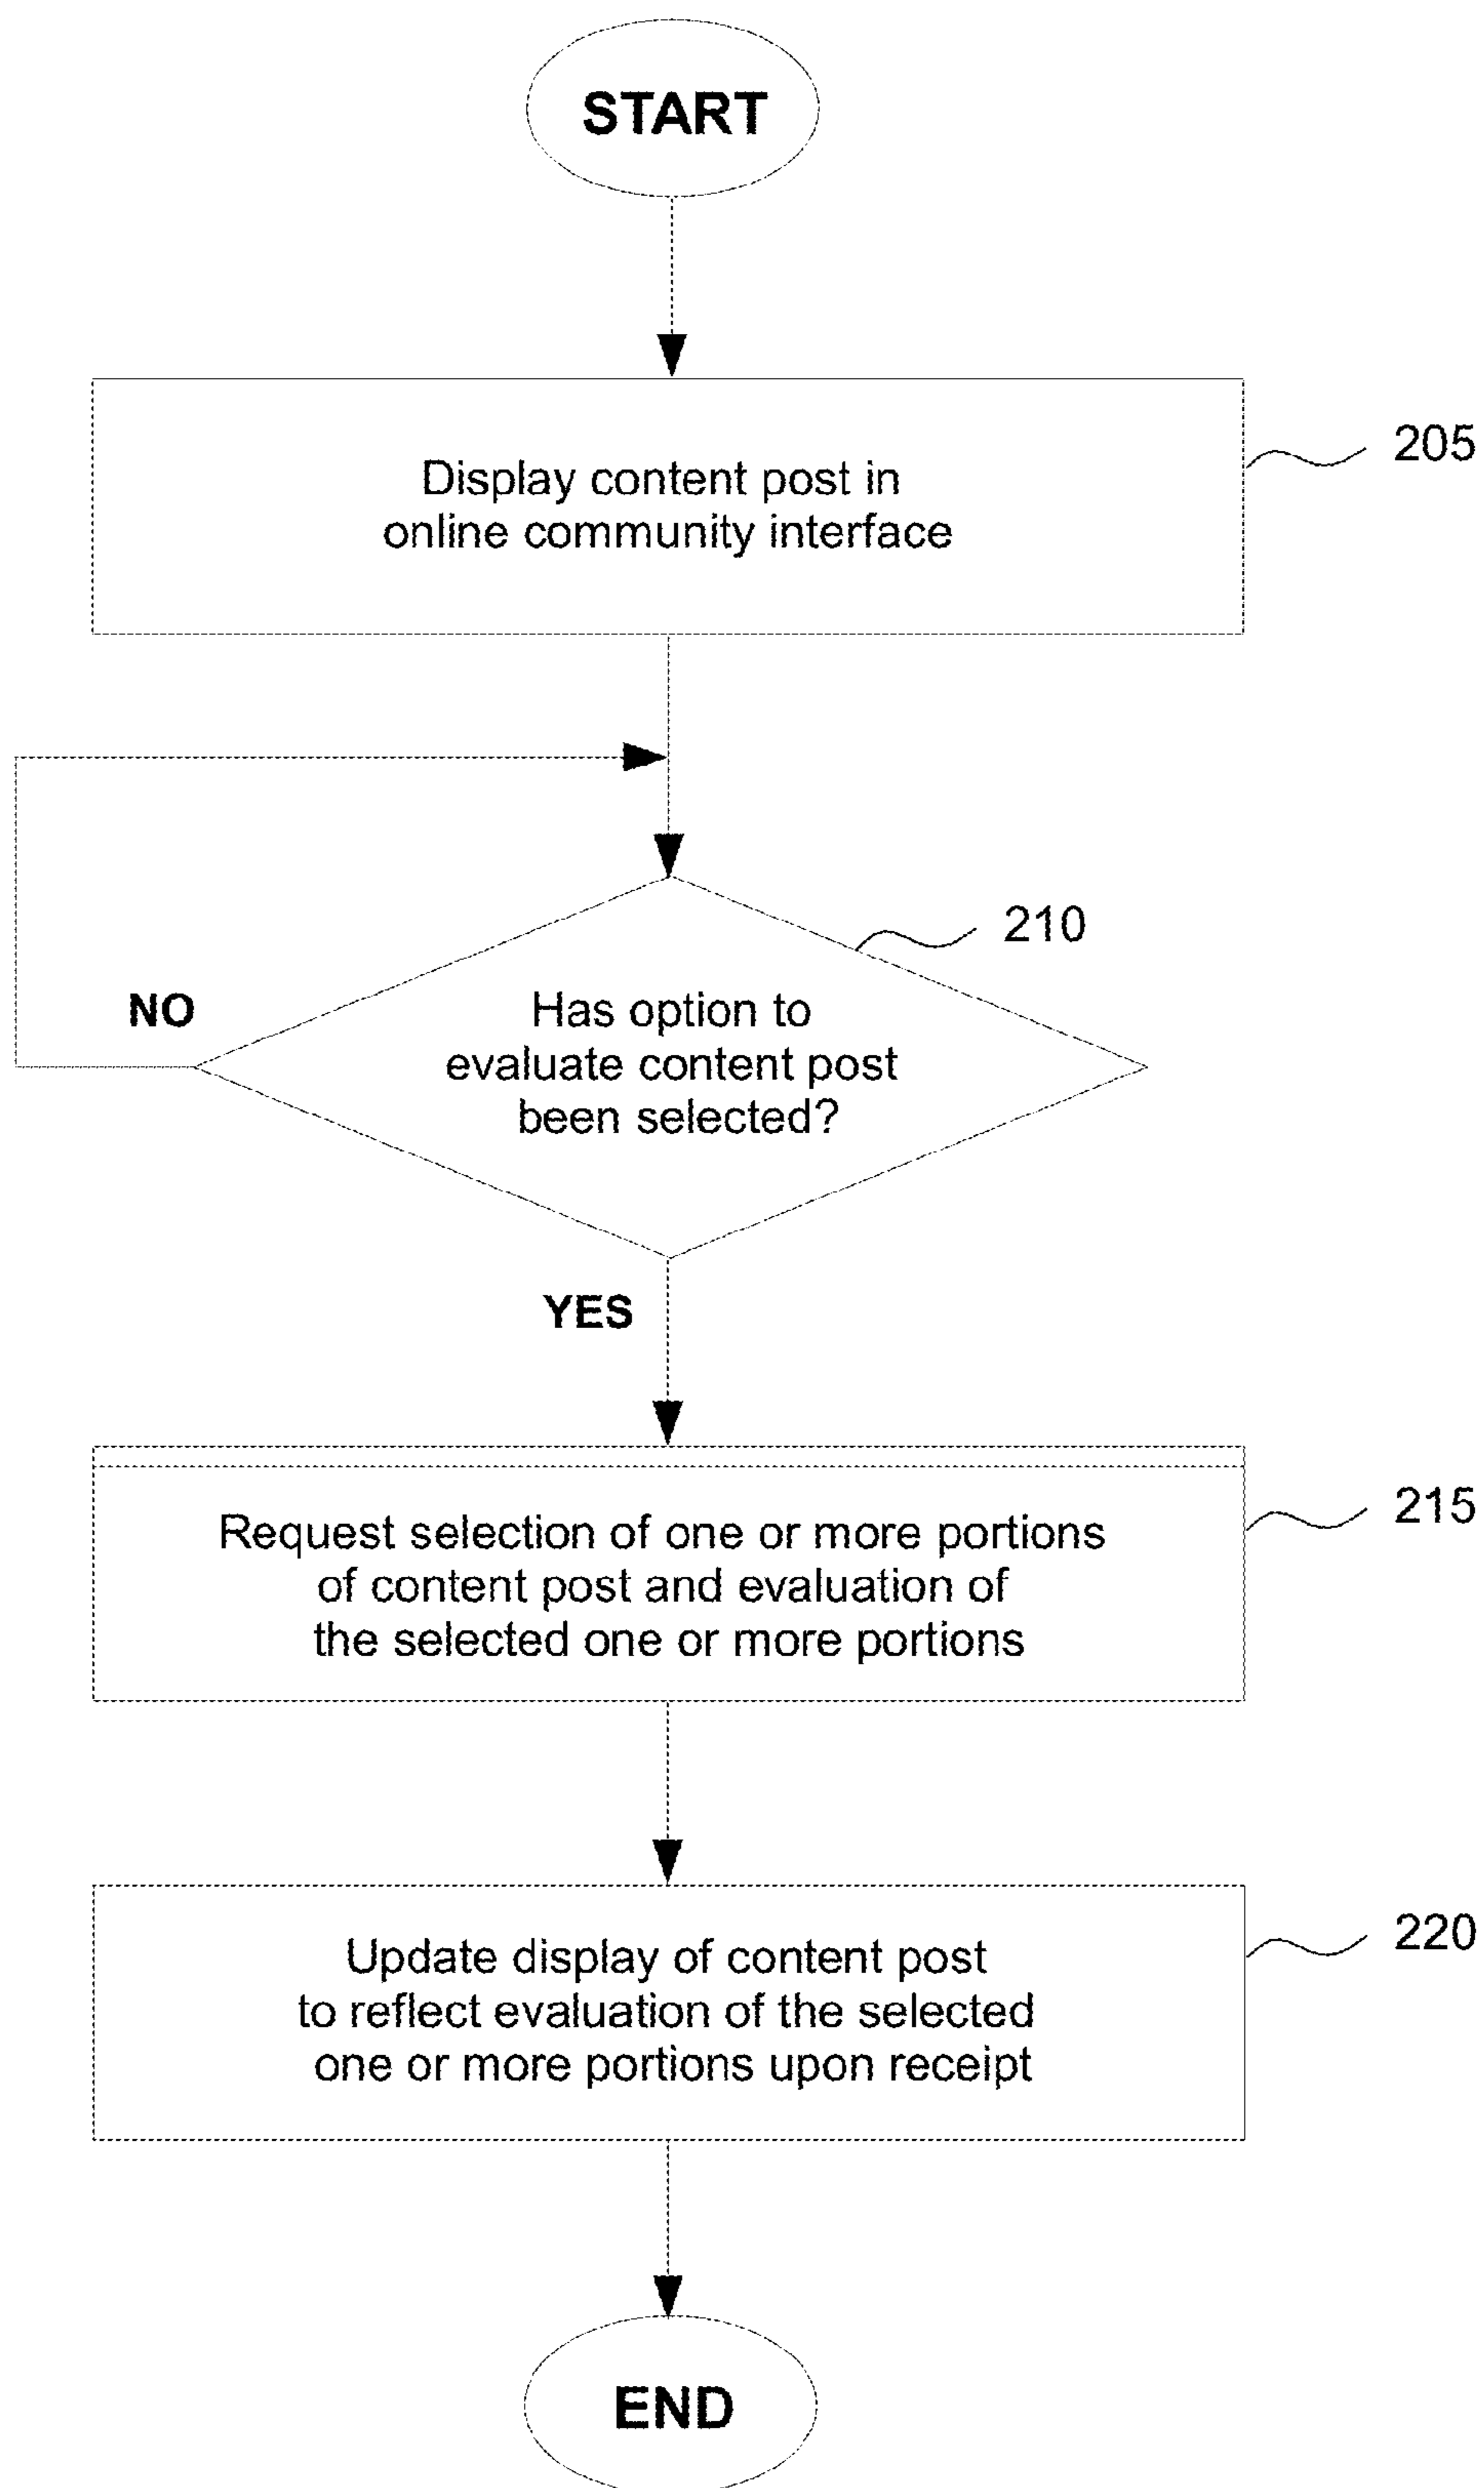 START
Display content post in
online community interface
205
210
Has option to
evaluate content post
been selected?
NO
YES
Request selection of one or more portions
of content post and evaluation of
the selected one or more portions
215
Update display of content post
to reflect evaluation of the selected
one or more portions upon receipt
220
END